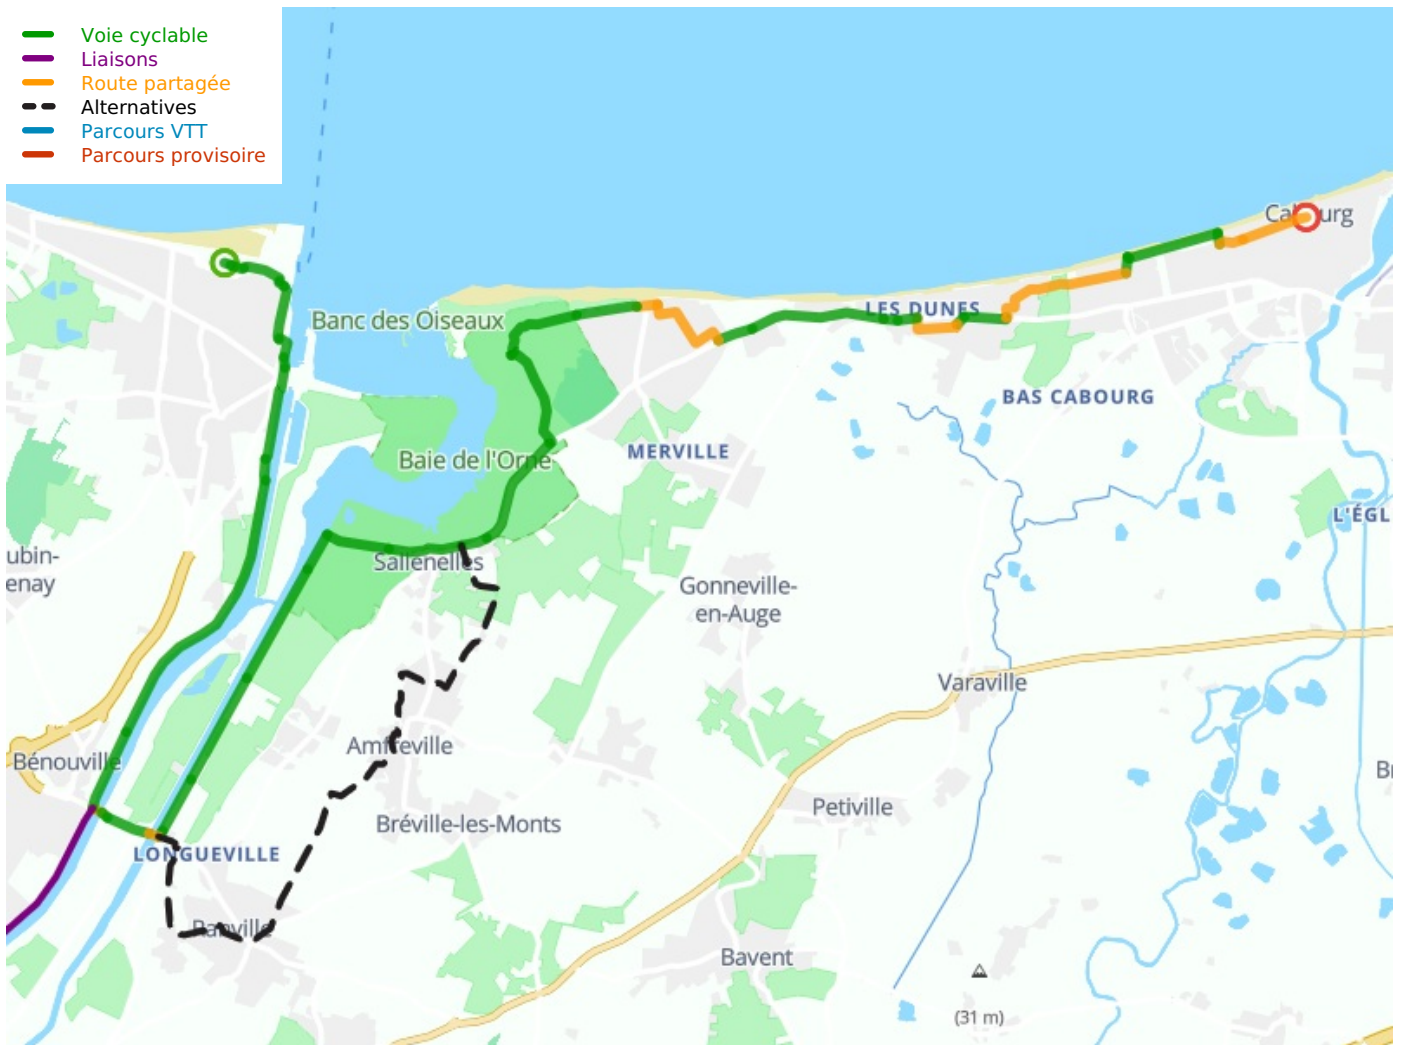 Voie cyclable
Liaisons
Route partagée
Alternatives
Parcours VTT
Parcours provisoire
Cabourg
Banc des Oiseaux
LES DUNES
BAS CABOURG
MERVILLE
Baie de l'Orne
L'ÉGL
ubin-
enay
Sallenelles
Gonneville-
en-Auge
Varaville
Amfreville
Bénouville
Br
Petiville
Bréville-les-Monts
LONGUEVILLE
Ranville
Bavent
(31 m)